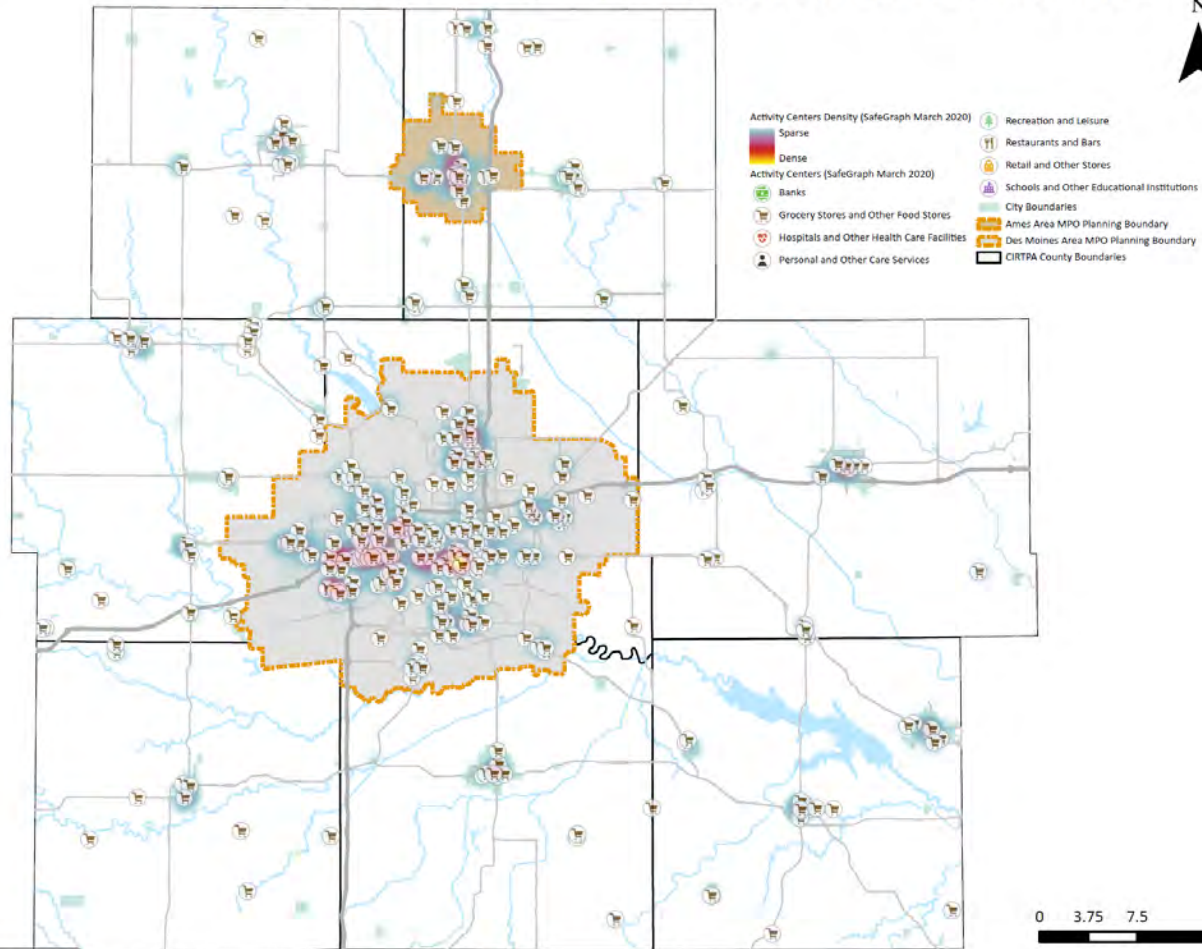 N
Activity Centers Density (SafeGraph March 2020)
Sparse
Dense
Activity Centers (SafeGraph March 2020)
Banks
Grocery Stores and Other Food Stores
Hospitals and Other Health Care Facilities
Personal and Other Care Services
Recreation and Leisure
Restaurants and Bars
Retail and Other Stores
Schools and Other Educational Institutions
City Boundaries
Ames Area MPO Planning Boundary
Des Moines Area MPO Planning Boundary
CIRTPA County Boundaries
0 3.75 7.5